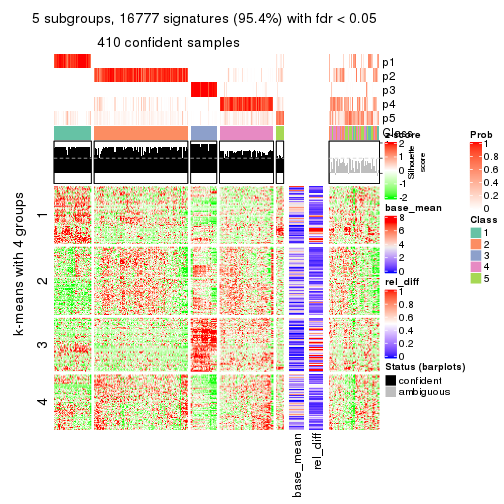 5 subgroups, 16777 signatures (95.4%) with fdr < 0.05
410 confident samples
p1
p2
p3
p4
p5
Class
z-score
2
1
0
-1
-2
Silhouette
score
Prob
1
0.8
0.6
0.4
0.2
0
base_mean
8
6
4
2
0
Class
1
2
3
4
5
rel_diff
1
0.8
0.6
0.4
0.2
0
Status (barplots)
confident
ambiguous
k-means with 4 groups
1
2
3
4
base_mean
rel_diff